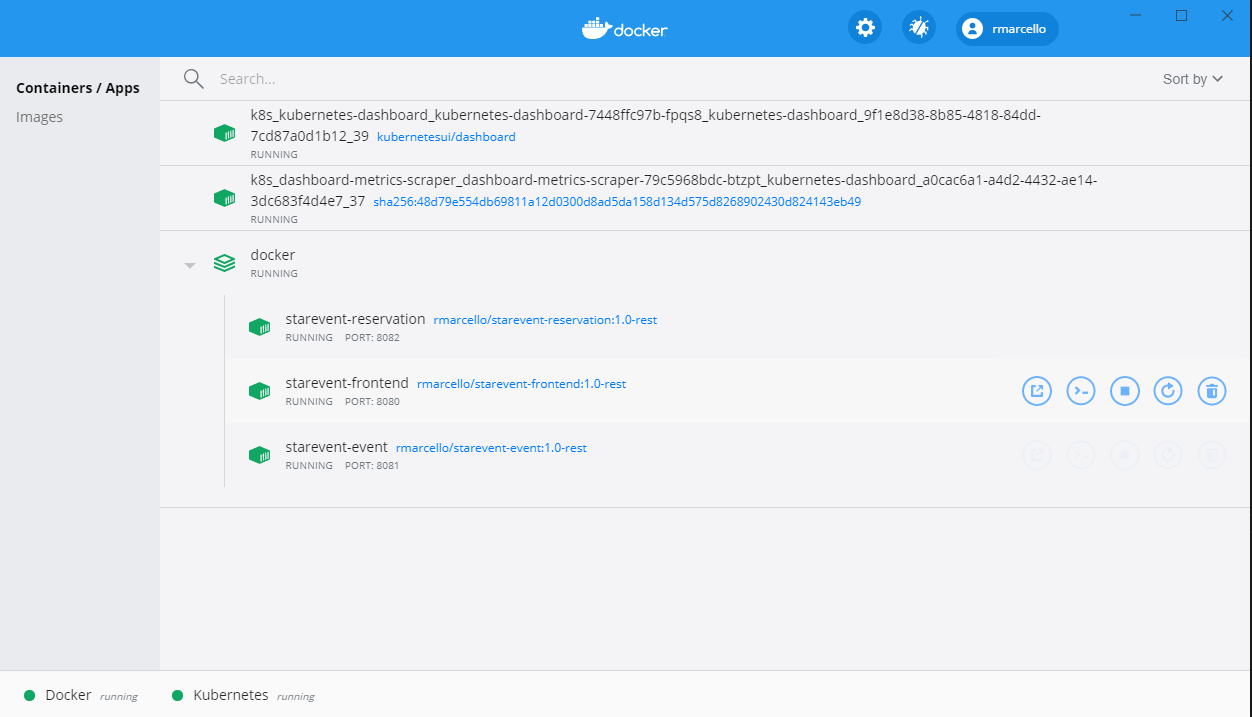 docker
rmarcello
Containers / Apps
Images
Search...
Sort by
k8s_kubernetes-dashboard_kubernetes-dashboard-7448ffc97b-fpqs8_kubernetes-dashboard_9f1e8d38-8b85-4818-84dd-
7cd87a0d1b12_39 kubernetesui/dashboard
RUNNING
k8s_dashboard-metrics-scraper_dashboard-metrics-scraper-79c5968bdc-btzpt_kubernetes-dashboard_a0cac6a1-a4d2-4432-ae14-
3dc683f4d4e7_37 sha256:48d79e554db69811a12d0300d8ad5da158d134d575d8268902430d824143eb49
RUNNING
docker
RUNNING
starevent-reservation rmarcello/starevent-reservation:1.0-rest
RUNNING PORT: 8082
starevent-frontend rmarcello/starevent-frontend:1.0-rest
RUNNING PORT: 8080
starevent-event rmarcello/starevent-event:1.0-rest
RUNNING PORT: 8081
Docker running Kubernetes running